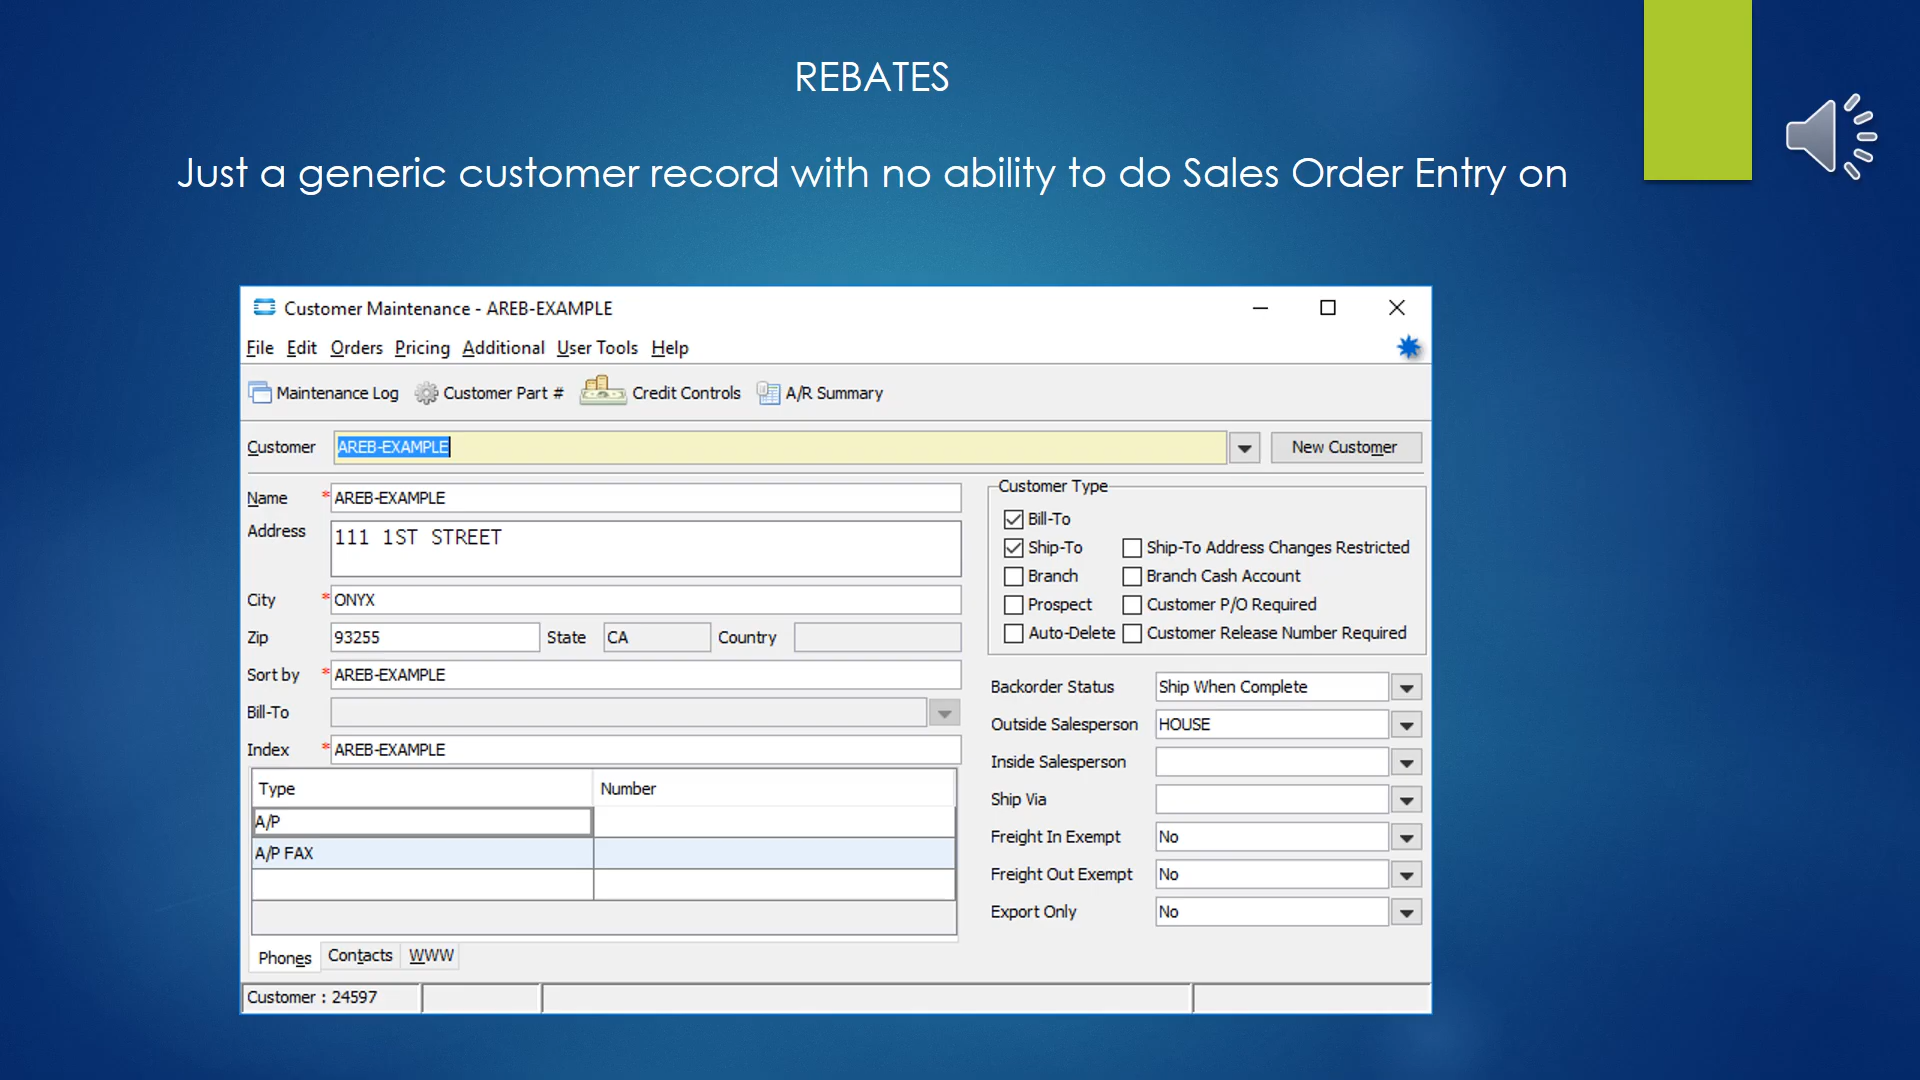 REBATES
Just a generic customer record with no ability to do Sales Order Entry on
Customer Maintenance - AREB-EXAMPLE
File Edit Orders Pricing Additional User Tools Help
Maintenance Log Customer Part # Credit Controls A/R Summary
Customer AREB-EXAMPLE New Customer
Name * AREB-EXAMPLE
Address 111 1ST STREET
City * ONYX
Zip 93255 State CA Country
Sort by * AREB-EXAMPLE
Bill-To
Index * AREB-EXAMPLE
Type Number
A/P
A/P FAX
Phones Contacts WWW
Customer Type
Bill-To
Ship-To Ship-To Address Changes Restricted
Branch Branch Cash Account
Prospect Customer P/O Required
Auto-Delete Customer Release Number Required
Backorder Status Ship When Complete
Outside Salesperson HOUSE
Inside Salesperson
Ship Via
Freight In Exempt No
Freight Out Exempt No
Export Only No
Customer : 24597